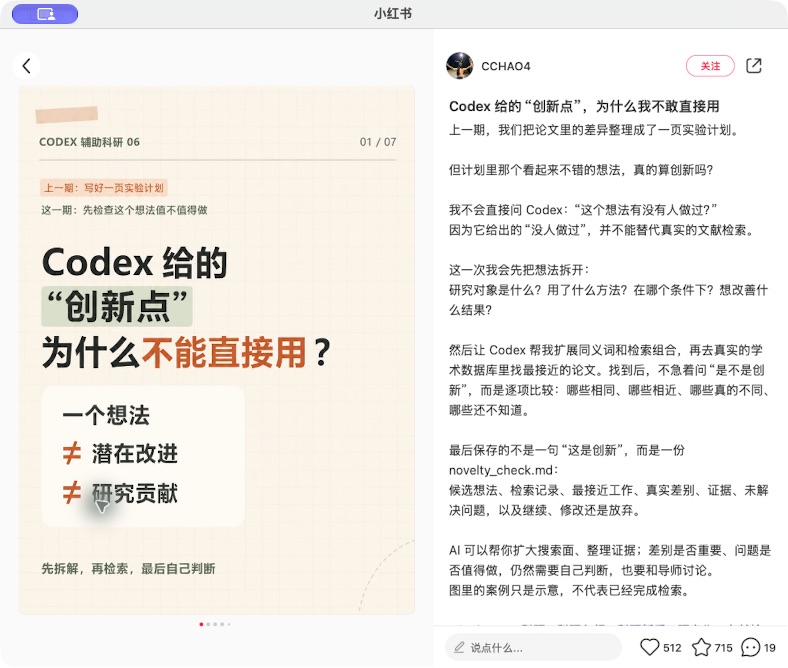 小红书
CODEX 辅助科研 06
01 / 07
上一期：写好一页实验计划
这一期：先检查这个想法值不值得做
Codex 给的
“创新点”
为什么不能直接用？
一个想法
≠ 潜在改进
≠ 研究贡献
先拆解，再检索，最后自己判断
CCHAO4
关注
Codex 给的“创新点”，为什么我不敢直接用
上一期，我们把论文里的差异整理成了一页实验计划。
但计划里那个看起来不错的想法，真的算创新吗？
我不会直接问 Codex：“这个想法有没有人做过？”
因为它给出的“没人做过”，并不能替代真实的文献检索。
这一次我会先把想法拆开：
研究对象是什么？用了什么方法？在哪个条件下？想改善什
么结果？
然后让 Codex 帮我扩展同义词和检索组合，再去真实的学
术数据库里找最接近的论文。找到后，不急着问“是不是创
新”，而是逐项比较：哪些相同、哪些相近、哪些真的不同、
哪些还不知道。
最后保存的不是一句“这是创新”，而是一份
novelty_check.md：
候选想法、检索记录、最接近工作、真实差别、证据、未解
决问题，以及继续、修改还是放弃。
AI 可以帮你扩大搜索面、整理证据；差别是否重要、问题是
否值得做，仍然需要自己判断，也要和导师讨论。
图里的案例只是示意，不代表已经完成检索。
说点什么...
512
715
19